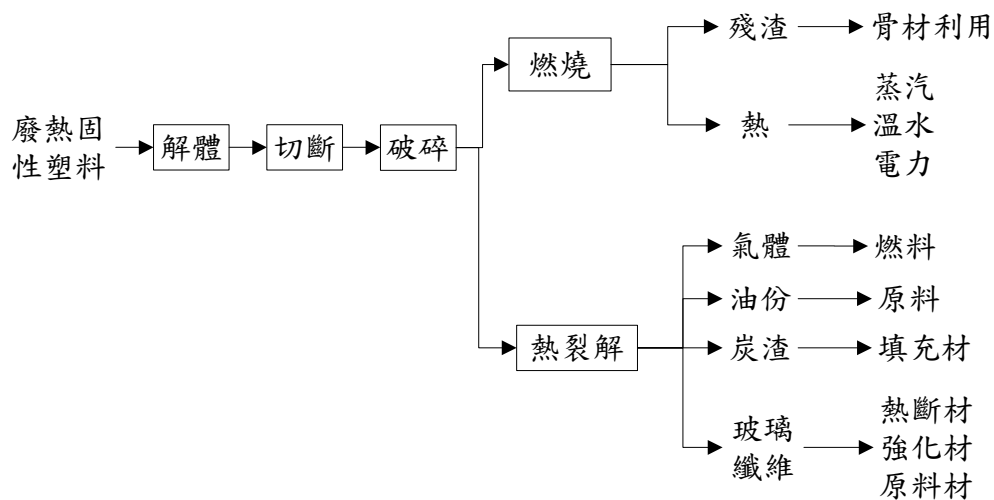 廢熱固
性塑料
解體
切斷
破碎
燃燒
殘渣
骨材利用
熱
蒸汽
溫水
電力
熱裂解
氣體
燃料
油份
原料
炭渣
填充材
玻璃
纖維
熱斷材
強化材
原料材